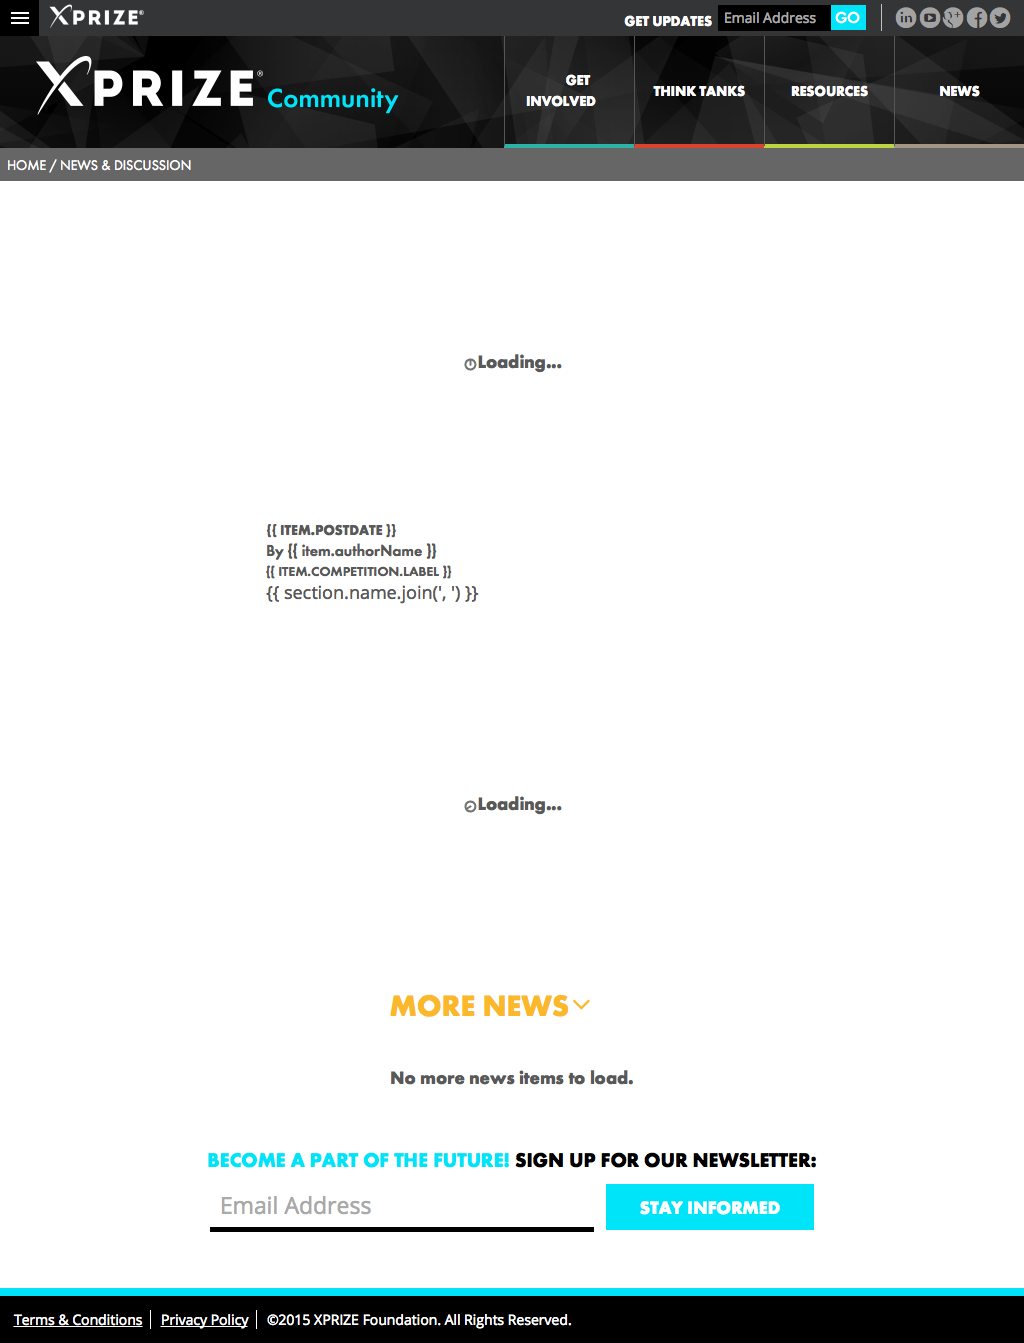 XPRIZE®
GET UPDATES Email Address GO
XPRIZE® Community
GET INVOLVED
THINK TANKS
RESOURCES
NEWS
HOME / NEWS & DISCUSSION
Loading...
{{ ITEM.POSTDATE }}
By {{ item.authorName }}
{{ ITEM.COMPETITION.LABEL }}
{{ section.name.join(', ') }}
Loading...
MORE NEWS
No more news items to load.
BECOME A PART OF THE FUTURE! SIGN UP FOR OUR NEWSLETTER:
Email Address STAY INFORMED
Terms & Conditions Privacy Policy ©2015 XPRIZE Foundation. All Rights Reserved.